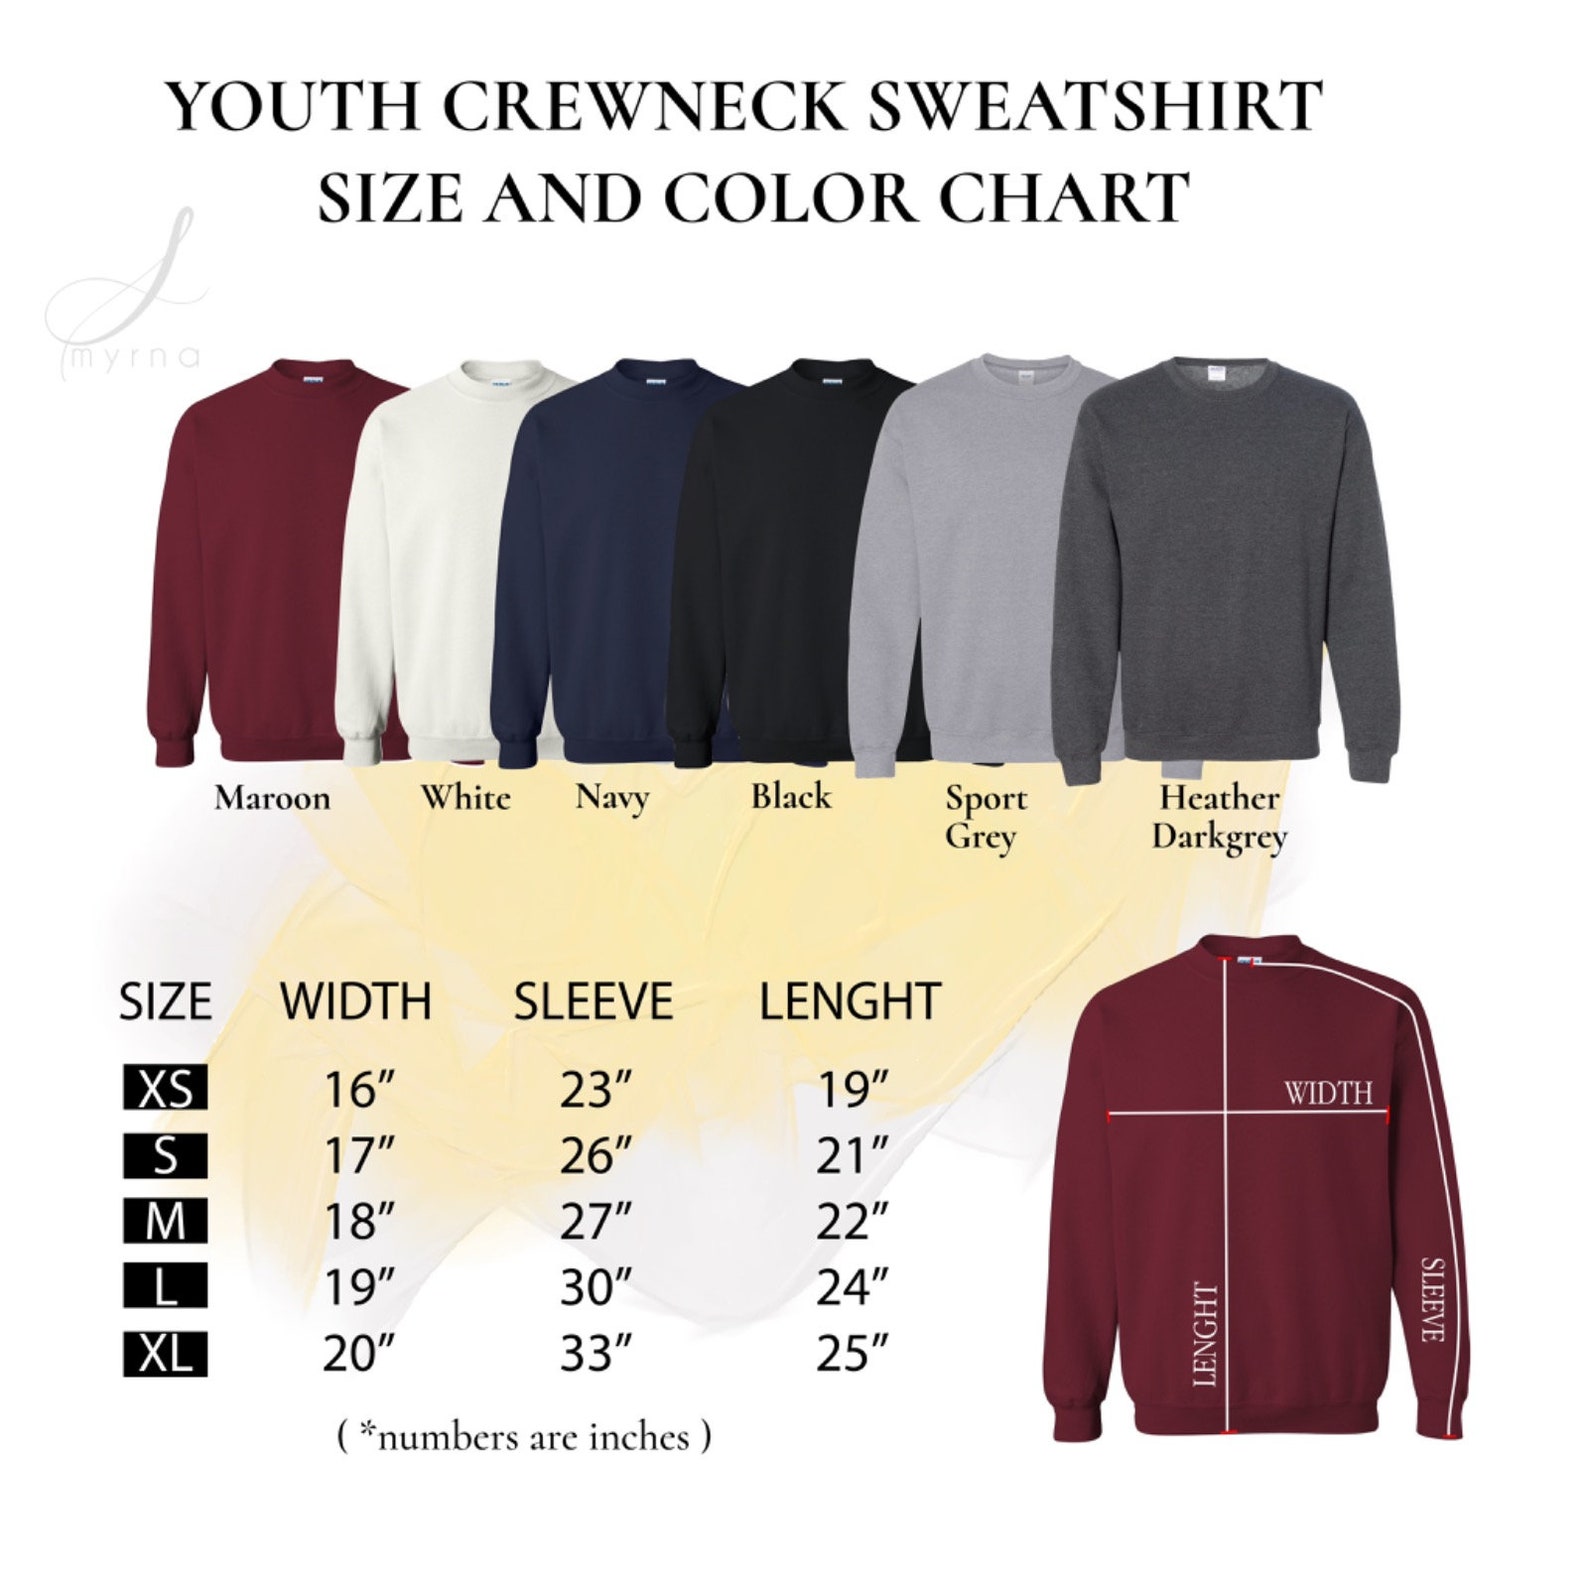 YOUTH CREWNECK SWEATSHIRT
SIZE AND COLOR CHART
Smyrna
Maroon White Navy Black Sport Grey Heather Darkgrey
SIZE WIDTH SLEEVE LENGHT
XS 16” 23” 19”
S 17” 26” 21”
M 18” 27” 22”
L 19” 30” 24”
XL 20” 33” 25”
( *numbers are inches )
WIDTH
LENGHT
SLEEVE